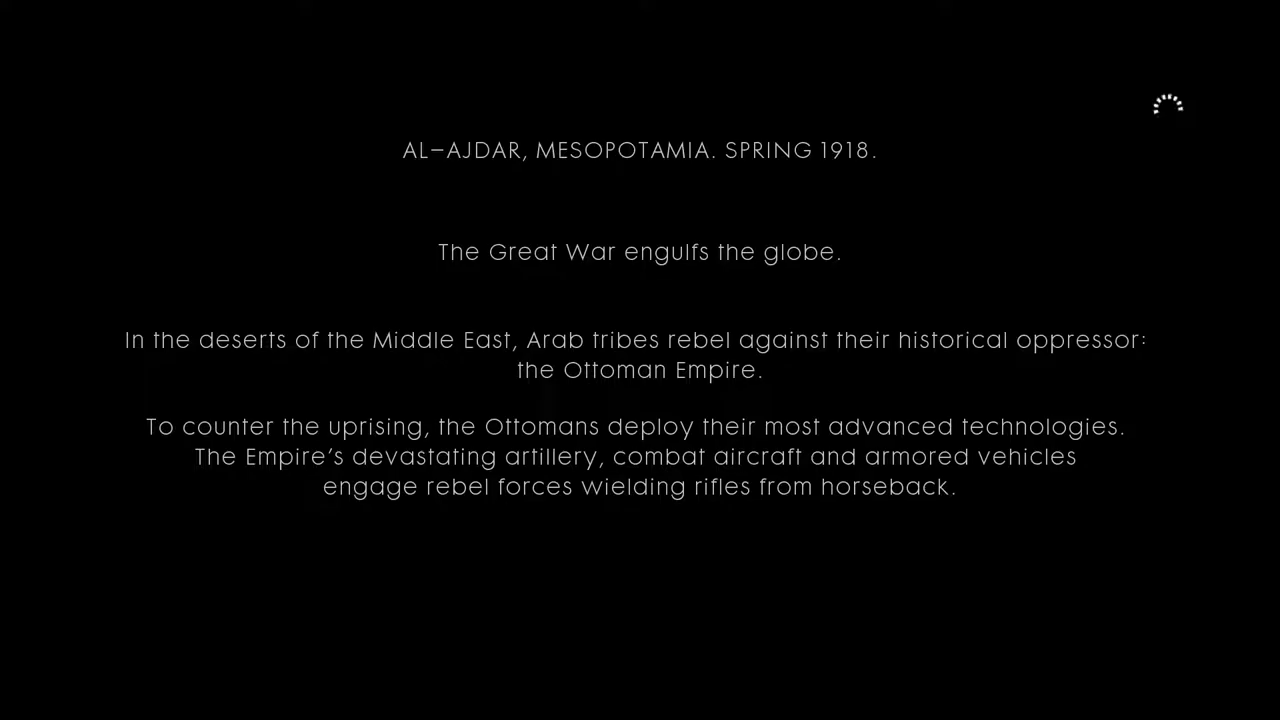 AL-AJDAR, MESOPOTAMIA. SPRING 1918.
The Great War engulfs the globe.
In the deserts of the Middle East, Arab tribes rebel against their historical oppressor:
the Ottoman Empire.
To counter the uprising, the Ottomans deploy their most advanced technologies.
The Empire's devastating artillery, combat aircraft and armored vehicles
engage rebel forces wielding rifles from horseback.